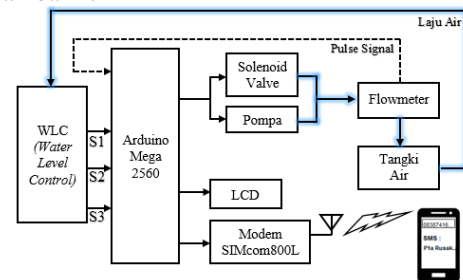 Laju Air
Pulse Signal
Solenoid
Valve
Flowmeter
WLC
(Water
Level
Control)
S1
S2
S3
Arduino
Mega
2560
Pompa
Tangki
Air
LCD
Modem
SIMcom800L
08387416
SMS :